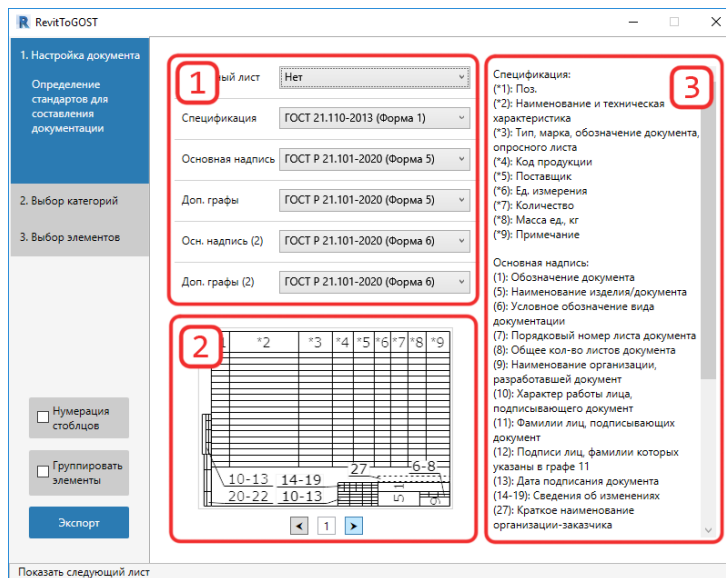 RevitToGOST
1. Настройка документа
Определение
стандартов для
составления
документации
2. Выбор категорий
3. Выбор элементов
Нумерация
стоблцов
Группировать
элементы
Экспорт
1
ный лист
Нет
Спецификация
ГОСТ 21.110-2013 (Форма 1)
Основная надпись
ГОСТ Р 21.101-2020 (Форма 5)
Доп. графы
ГОСТ Р 21.101-2020 (Форма 5)
Осн. надпись (2)
ГОСТ Р 21.101-2020 (Форма 6)
Доп. графы (2)
ГОСТ Р 21.101-2020 (Форма 6)
2
*2 *3 *4 *5 *6 *7 *8 *9
27 6-8
10-13 14-19
20-22 10-13
5 1
9
1
3
Спецификация:
(*1): Поз.
(*2): Наименование и техническая
характеристика
(*3): Тип, марка, обозначение документа,
опросного листа
(*4): Код продукции
(*5): Поставщик
(*6): Ед. измерения
(*7): Количество
(*8): Масса ед., кг
(*9): Примечание
Основная надпись:
(1): Обозначение документа
(5): Наименование изделия/документа
(6): Условное обозначение вида
документации
(7): Порядковый номер листа документа
(8): Общее кол-во листов документа
(9): Наименование организации,
разработавшей документ
(10): Характер работы лица,
подписывающего документ
(11): Фамилии лиц, подписывающих
документ
(12): Подписи лиц, фамилии которых
указаны в графе 11
(13): Дата подписания документа
(14-19): Сведения об изменениях
(27): Краткое наименование
организации-заказчика
Показать следующий лист